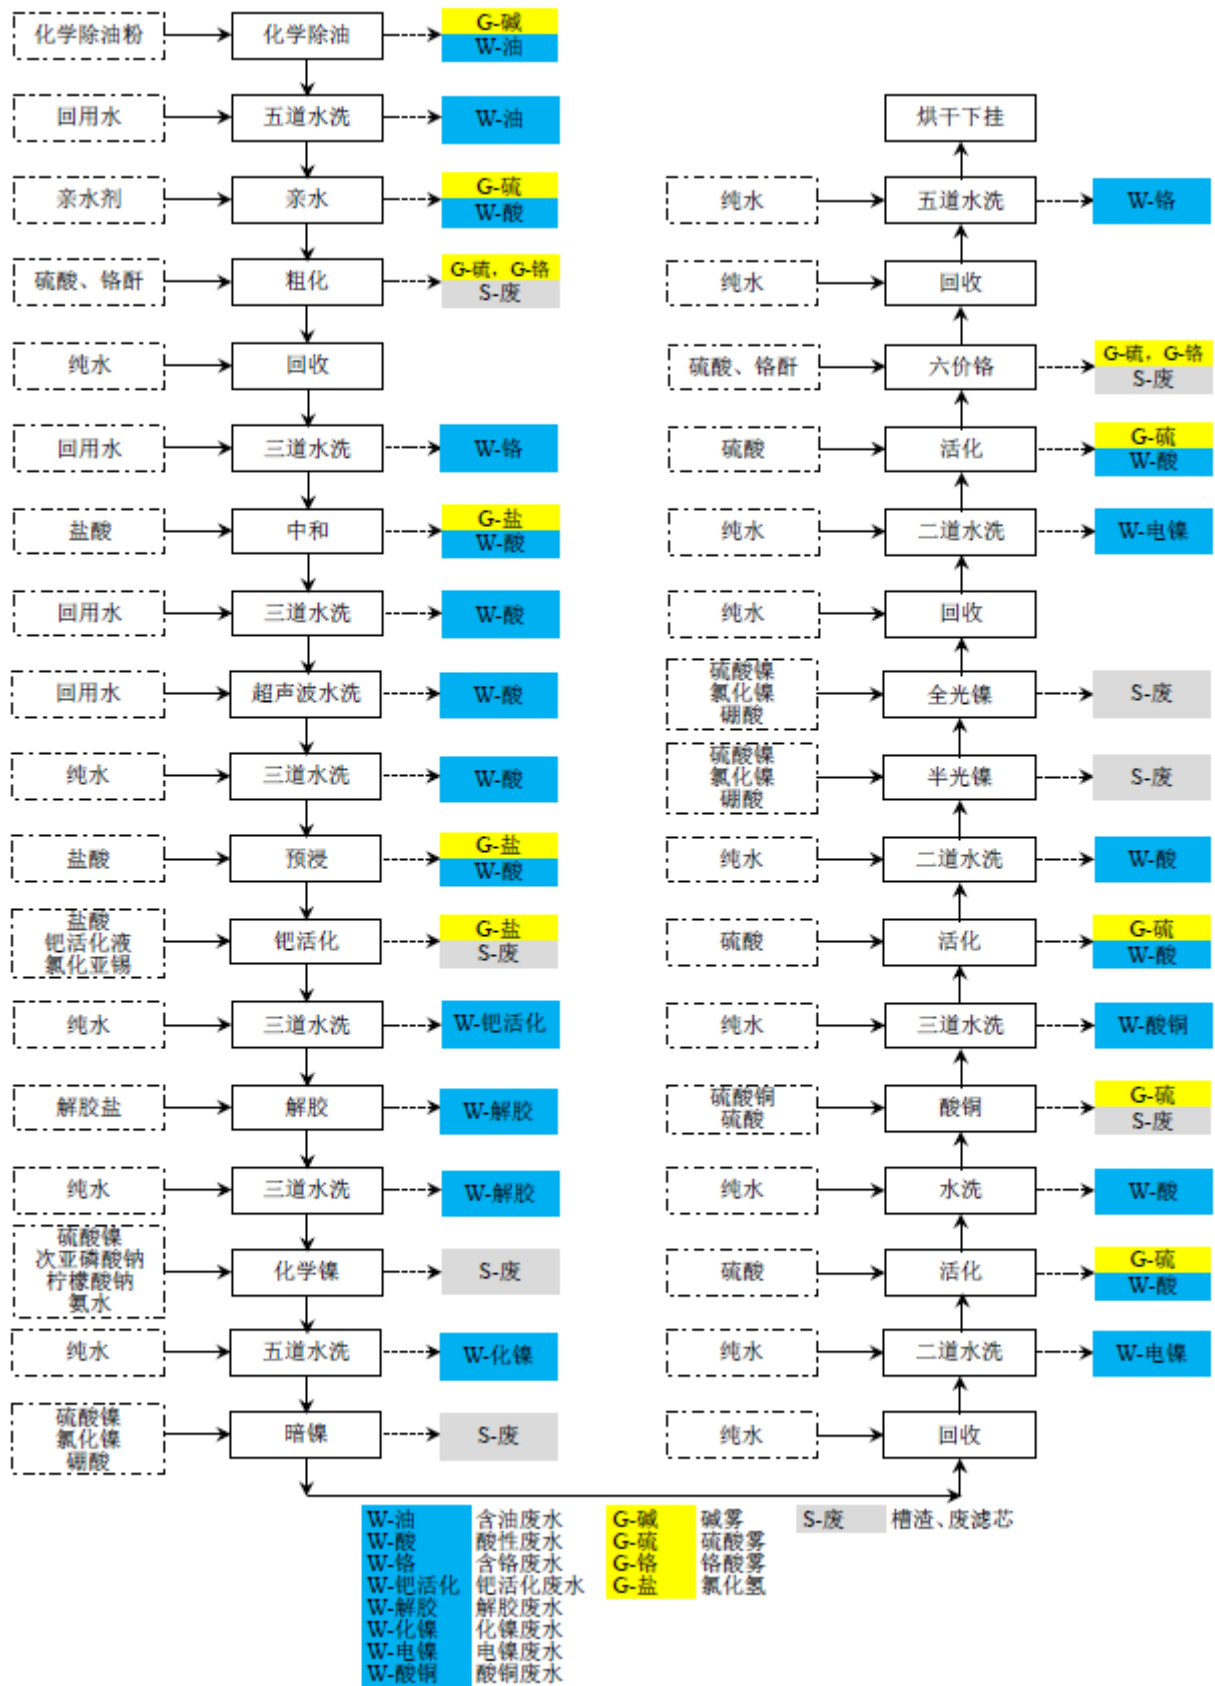 化学除油粉
化学除油
G-碱
W-油
回用水
五道水洗
W-油
亲水剂
亲水
G-硫
W-酸
硫酸、铬酐
粗化
G-硫，G-铬
S-废
纯水
回收
回用水
三道水洗
W-铬
盐酸
中和
G-盐
W-酸
回用水
三道水洗
W-酸
回用水
超声波水洗
W-酸
纯水
三道水洗
W-酸
盐酸
预浸
G-盐
W-酸
盐酸
钯活化液
氯化亚锡
钯活化
G-盐
S-废
纯水
三道水洗
W-钯活化
解胶盐
解胶
W-解胶
纯水
三道水洗
W-解胶
硫酸镍
次亚磷酸钠
柠檬酸钠
氨水
化学镍
S-废
纯水
五道水洗
W-化镍
硫酸镍
氯化镍
硼酸
暗镍
S-废
烘干下挂
纯水
五道水洗
W-铬
纯水
回收
硫酸、铬酐
六价铬
G-硫，G-铬
S-废
硫酸
活化
G-硫
W-酸
纯水
二道水洗
W-电镍
纯水
回收
硫酸镍
氯化镍
硼酸
全光镍
S-废
硫酸镍
氯化镍
硼酸
半光镍
S-废
纯水
二道水洗
W-酸
硫酸
活化
G-硫
W-酸
纯水
三道水洗
W-酸铜
硫酸铜
硫酸
酸铜
G-硫
S-废
纯水
水洗
W-酸
硫酸
活化
G-硫
W-酸
纯水
二道水洗
W-电镍
纯水
回收
W-油 含油废水
W-酸 酸性废水
W-铬 含铬废水
W-钯活化 钯活化废水
W-解胶 解胶废水
W-化镍 化镍废水
W-电镍 电镍废水
W-酸铜 酸铜废水
G-碱 碱雾
G-硫 硫酸雾
G-铬 铬酸雾
G-盐 氯化氢
S-废 槽渣、废滤芯